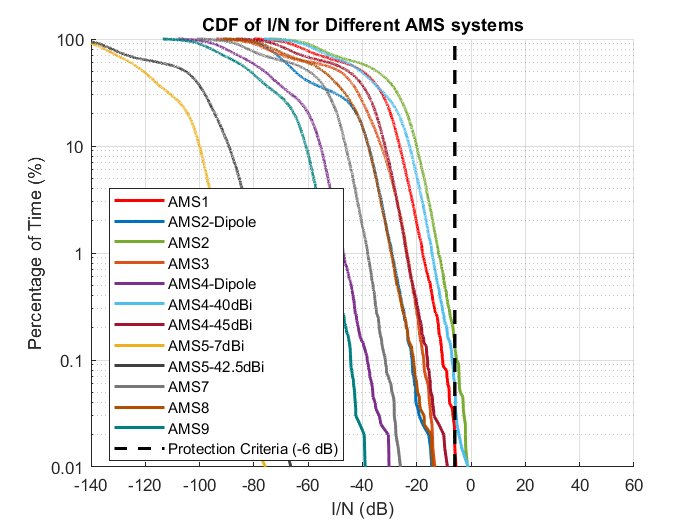 CDF of I/N for Different AMS systems
100
10
1
0.1
0.01
Percentage of Time (%)
AMS1
AMS2-Dipole
AMS2
AMS3
AMS4-Dipole
AMS4-40dBi
AMS4-45dBi
AMS5-7dBi
AMS5-42.5dBi
AMS7
AMS8
AMS9
Protection Criteria (-6 dB)
-140 -120 -100 -80 -60 -40 -20 0 20 40 60
I/N (dB)